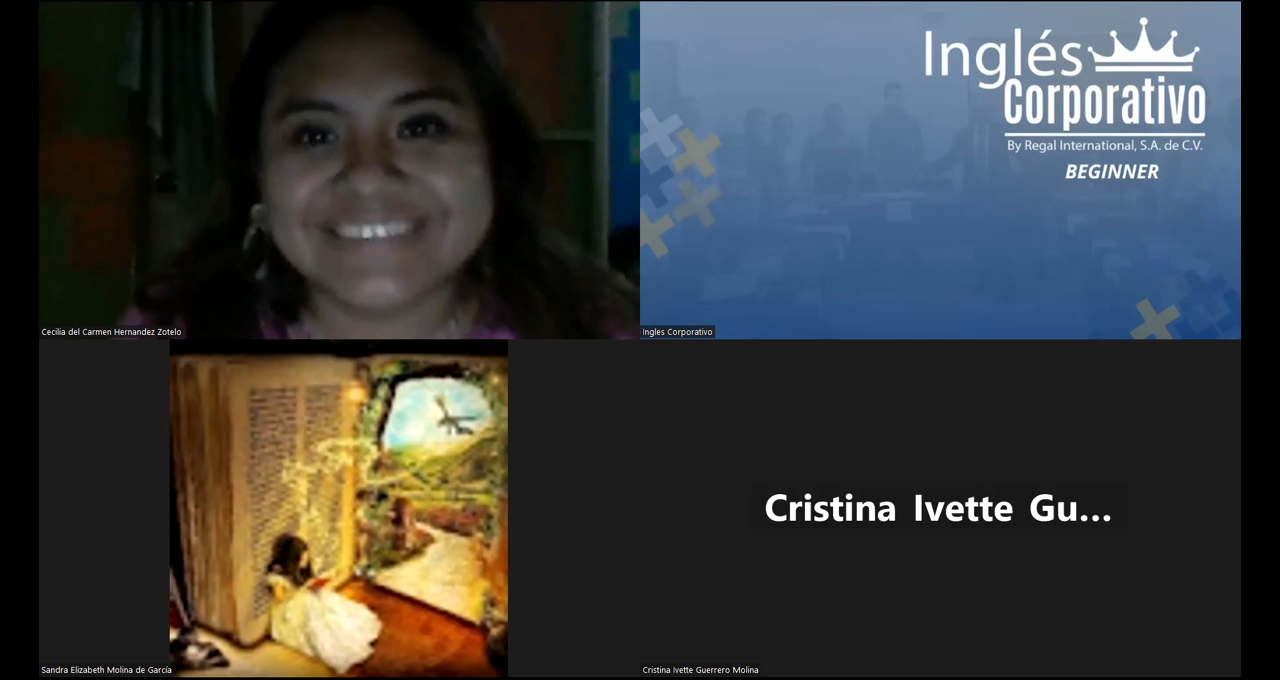 Inglés
Corporativo
By Regal International, S.A. de C.V.
BEGINNER
Cecilia del Carmen Hernandez Zotelo
Ingles Corporativo
Cristina Ivette Gu...
Sandra Elizabeth Molina de García
Cristina Ivette Guerrero Molina